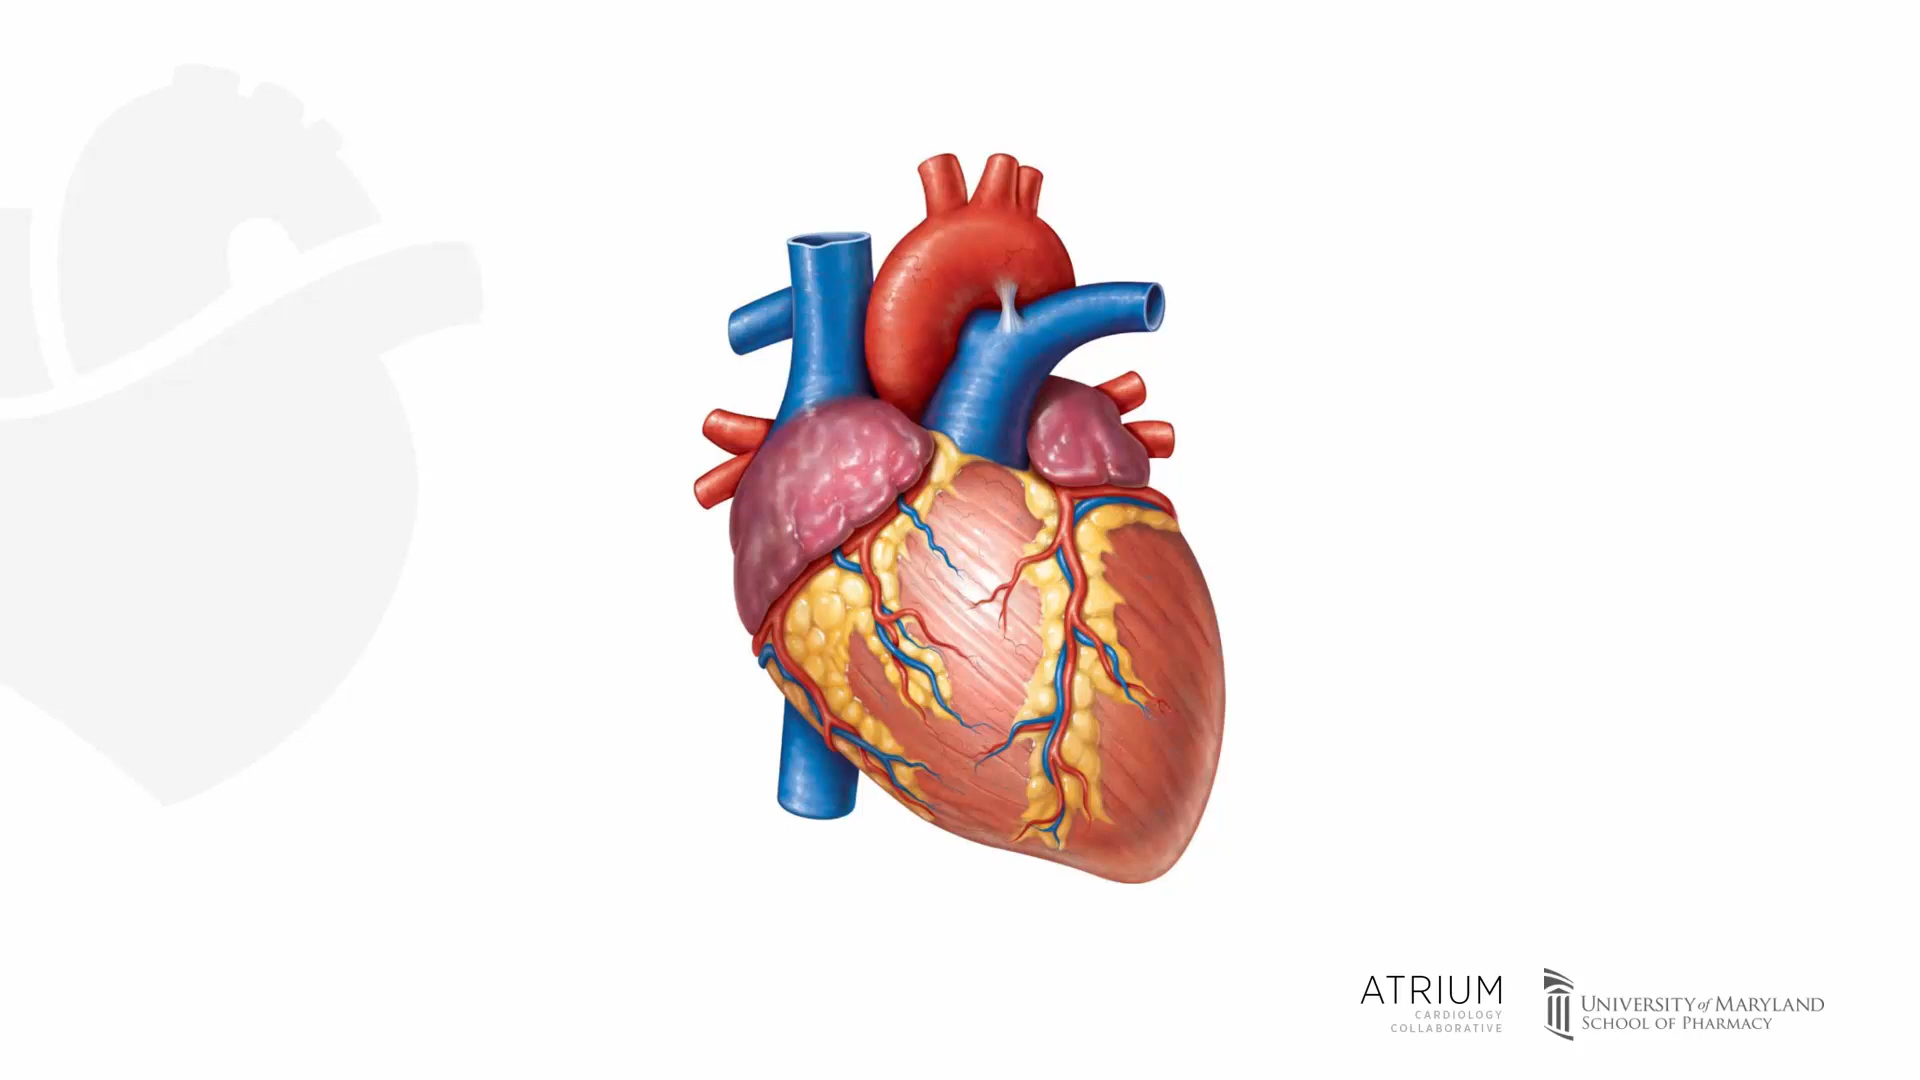 ATRIUM
CARDIOLOGY
COLLABORATIVE
UNIVERSITY of MARYLAND
SCHOOL OF PHARMACY